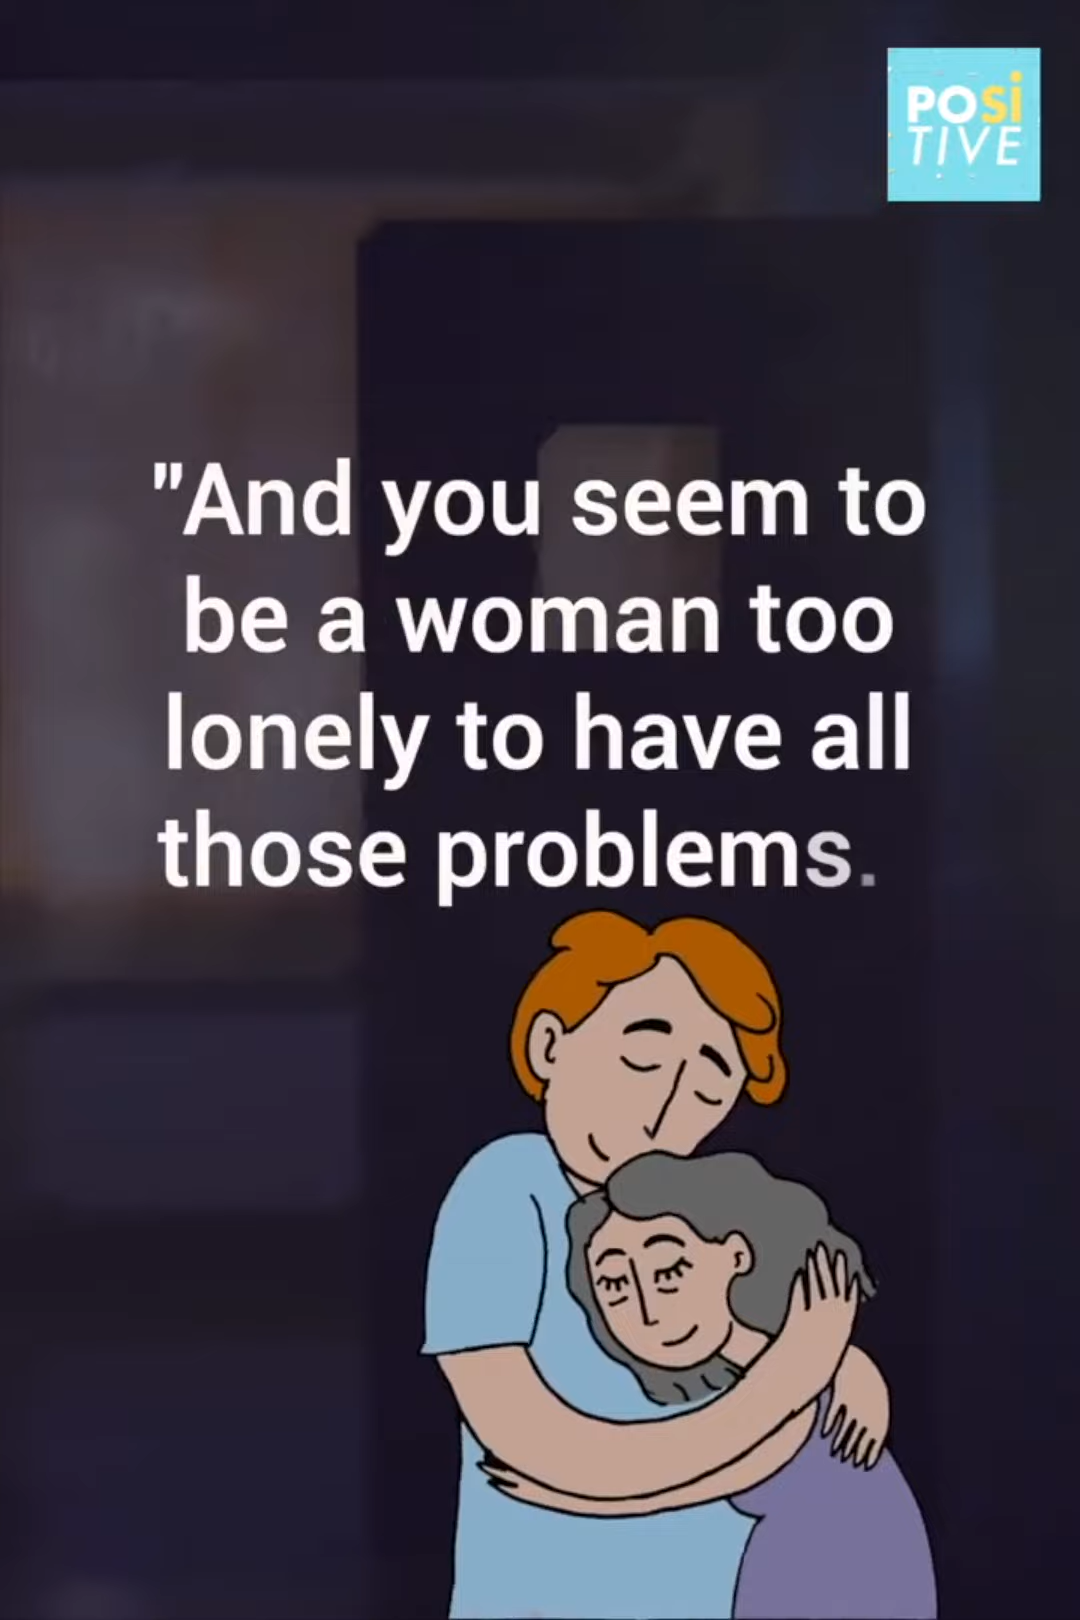 POSi
TIVE
"And you seem to
be a woman too
lonely to have all
those problems.